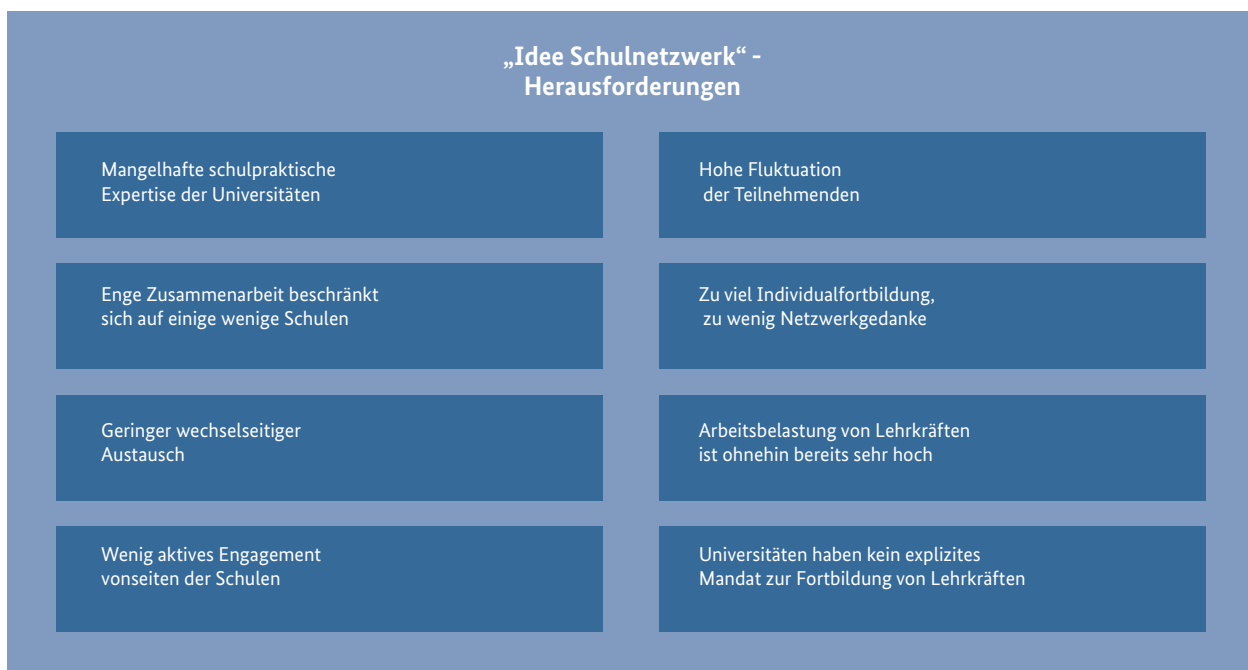 „Idee Schulnetzwerk“ -
Herausforderungen
Mangelhafte schulpraktische
Expertise der Universitäten
Hohe Fluktuation
der Teilnehmenden
Enge Zusammenarbeit beschränkt
sich auf einige wenige Schulen
Zu viel Individualfortbildung,
zu wenig Netzwerkgedanke
Geringer wechselseitiger
Austausch
Arbeitsbelastung von Lehrkräften
ist ohnehin bereits sehr hoch
Wenig aktives Engagement
vonseiten der Schulen
Universitäten haben kein explizites
Mandat zur Fortbildung von Lehrkräften